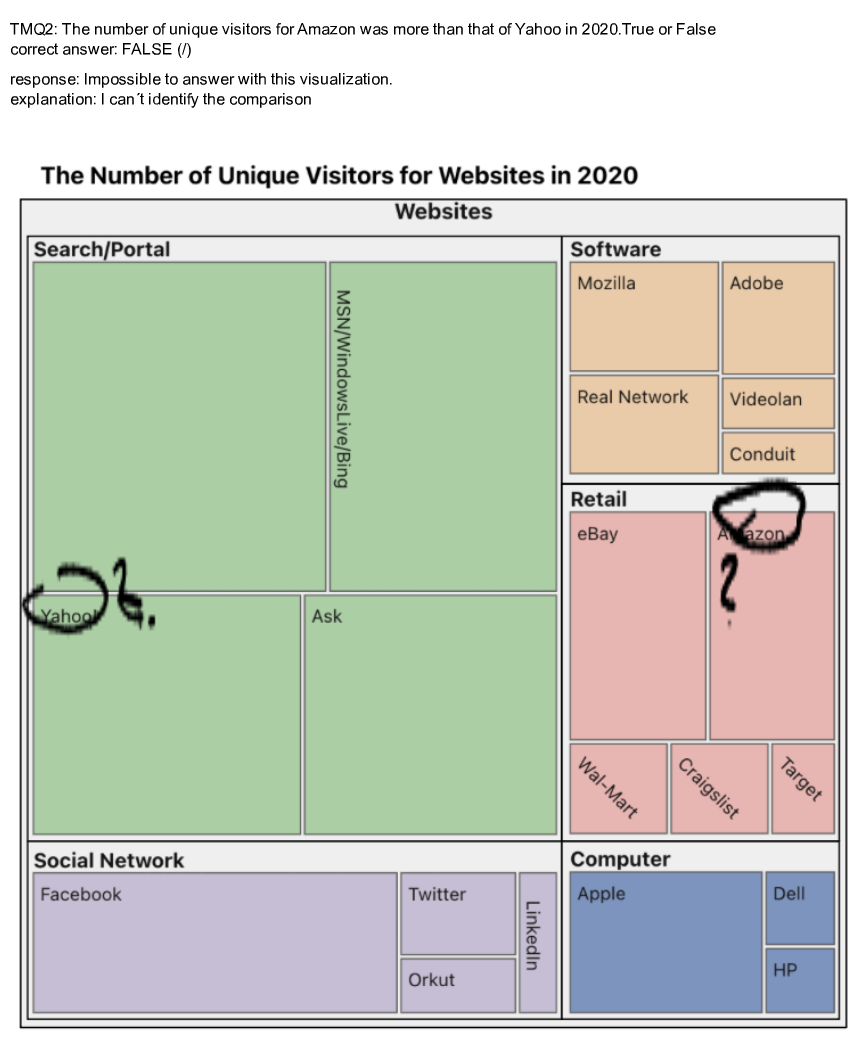 TMQ2: The number of unique visitors for Amazon was more than that of Yahoo in 2020.True or False
correct answer: FALSE (/)
response: Impossible to answer with this visualization.
explanation: I can´t identify the comparison
The Number of Unique Visitors for Websites in 2020
Websites
Search/Portal
MSN/WindowsLive/Bing
Yahoo!
?.
Ask
Software
Mozilla
Adobe
Real Network
Videolan
Conduit
Retail
eBay
Amazon
?
Wal-Mart
Craigslist
Target
Social Network
Facebook
Twitter
LinkedIn
Orkut
Computer
Apple
Dell
HP